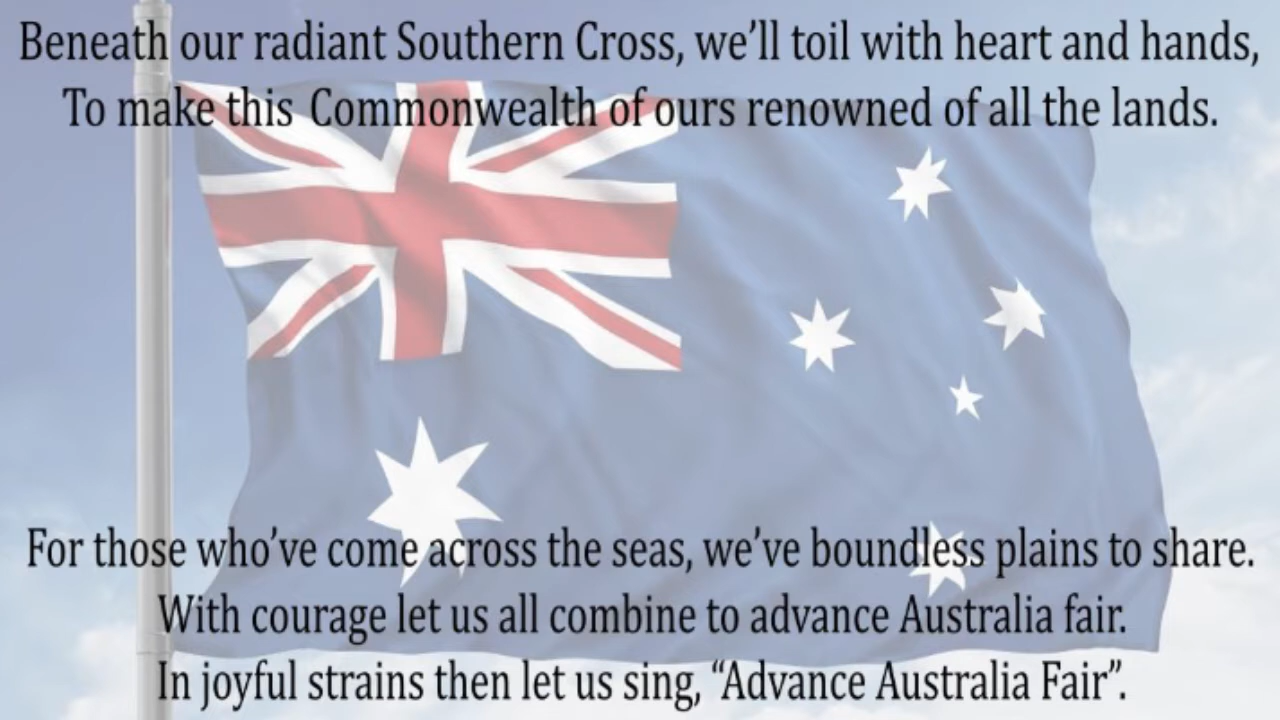 Beneath our radiant Southern Cross, we’ll toil with heart and hands,
To make this Commonwealth of ours renowned of all the lands.
For those who’ve come across the seas, we’ve boundless plains to share.
With courage let us all combine to advance Australia fair.
In joyful strains then let us sing, “Advance Australia Fair”.